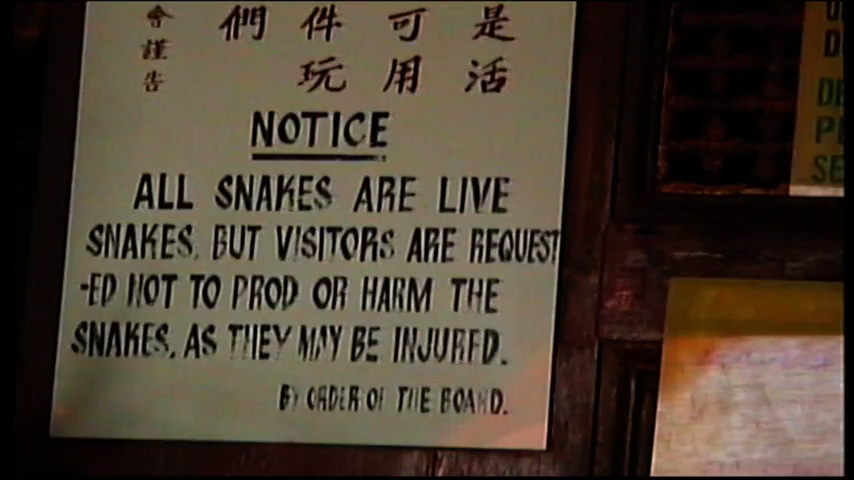 是可件們
活用玩
會謹告
NOTICE
ALL SNAKES ARE LIVE
SNAKES, BUT VISITORS ARE REQUEST
-ED NOT TO PROD OR HARM THE
SNAKES, AS THEY MAY BE INJURED.
BY ORDER OF THE BOARD.
DE
SE